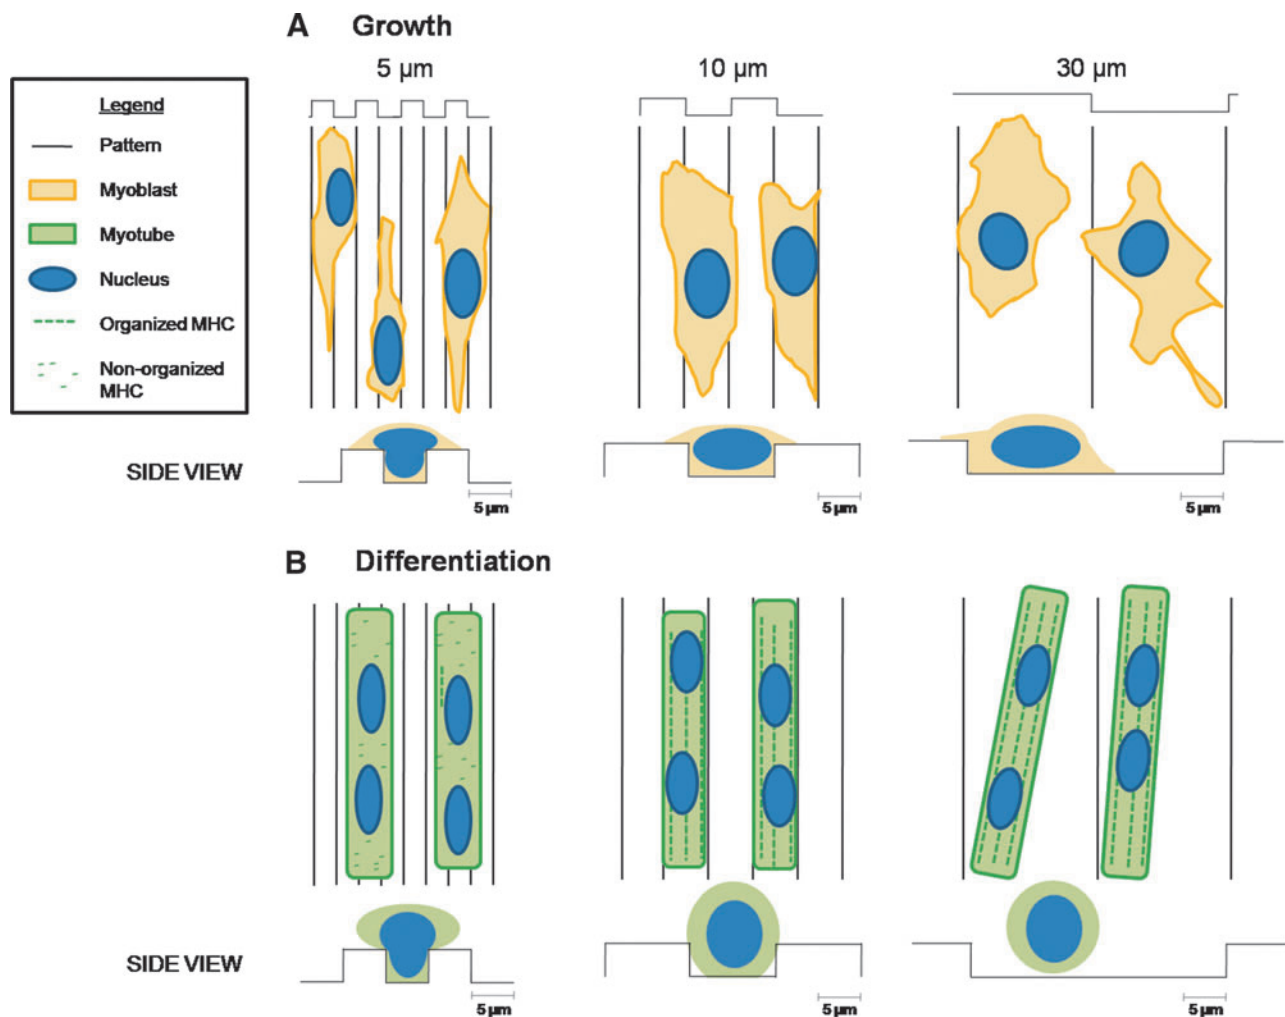 A Growth
5 µm
10 µm
30 µm
Legend
Pattern
Myoblast
Myotube
Nucleus
Organized MHC
Non-organized
MHC
SIDE VIEW
5 µm
5 µm
5 µm
B Differentiation
SIDE VIEW
5 µm
5 µm
5 µm